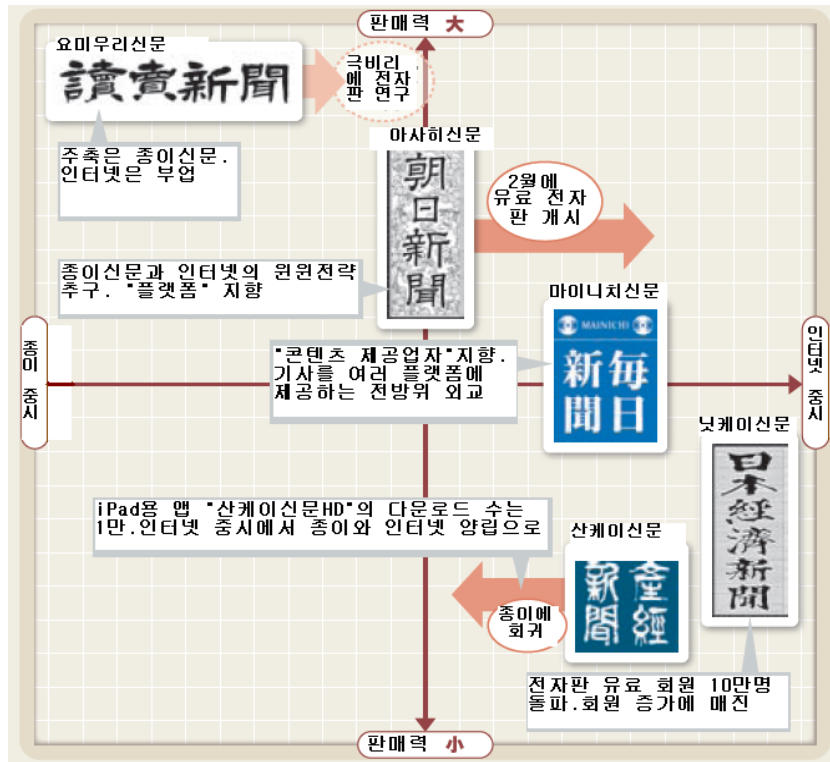 판매력 大
요미우리신문
讀賣新聞
극비리
에 전자
판 연구
주축은 종이신문.
인터넷은 부업
아사히신문
朝日新聞
2월에
유료 전자
판 개시
종이신문과 인터넷의 윈윈전략
추구. "플랫폼" 지향
마이니치신문
MAINICHI
毎日
新聞
종이 중시
인터넷 중시
"콘텐츠 제공업자"지향.
기사를 여러 플랫폼에
제공하는 전방위 외교
닛케이신문
日本經濟新聞
iPad용 앱 "산케이신문HD"의 다운로드 수는
1만.인터넷 중시에서 종이와 인터넷 양립으로
산케이신문
産經
新聞
종이에
회귀
전자판 유료 회원 10만명
돌파.회원 증가에 매진
판매력 小